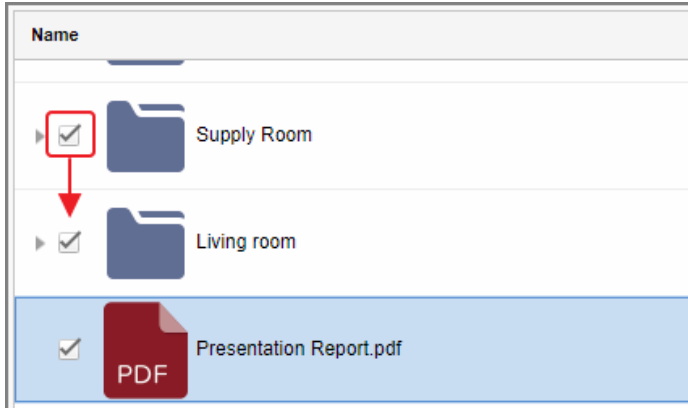 Name
Supply Room
Living room
Presentation Report.pdf
PDF